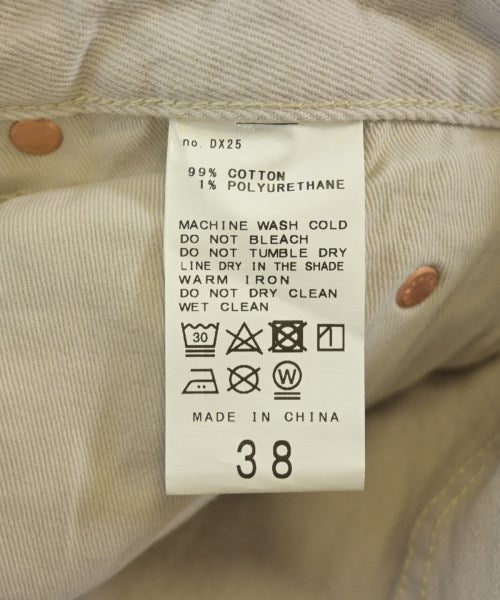 no. DX25
99% COTTON
1% POLYURETHANE
MACHINE WASH COLD
DO NOT BLEACH
DO NOT TUMBLE DRY
LINE DRY IN THE SHADE
WARM IRON
DO NOT DRY CLEAN
WET CLEAN
30
W
MADE IN CHINA
38